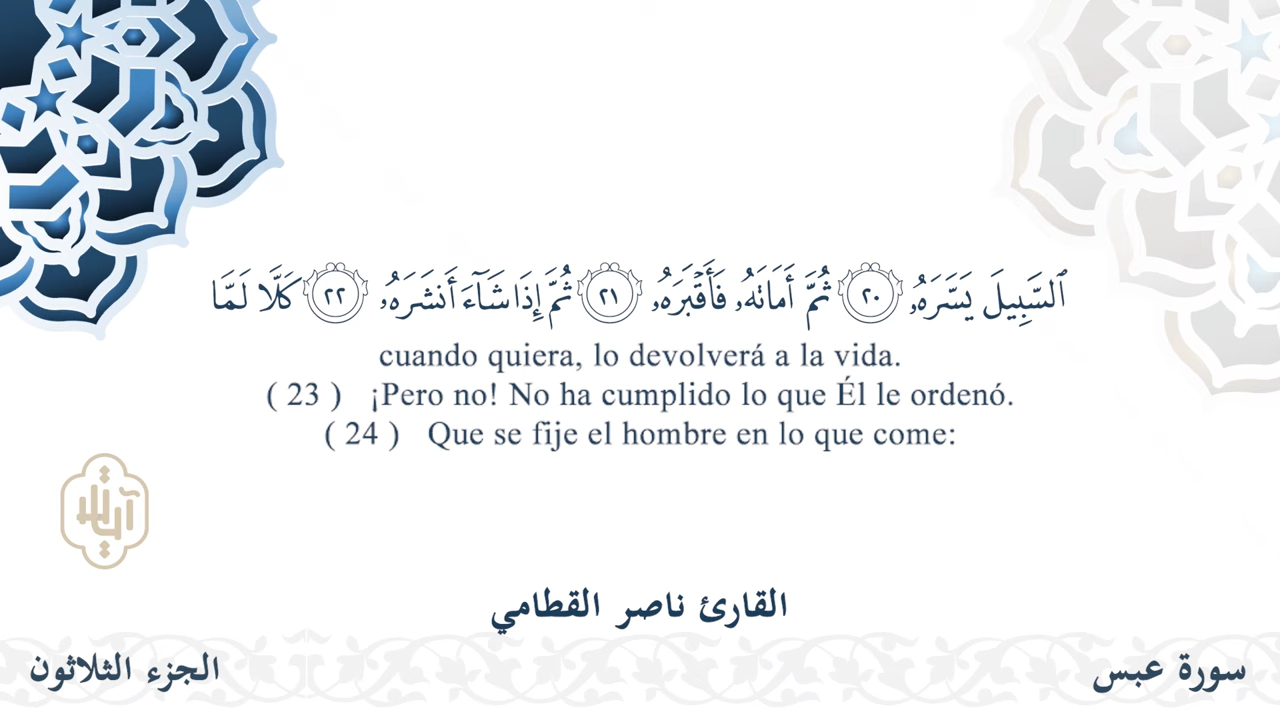 ٱلسَّبِيلَ يَسَّرَهُۥ ٢٠ ثُمَّ أَمَاتَهُۥ فَأَقۡبَرَهُۥ ٢١ ثُمَّ إِذَا شَآءَ أَنشَرَهُۥ ٢٢ كَلَّا لَمَّا
cuando quiera, lo devolverá a la vida.
( 23 ) ¡Pero no! No ha cumplido lo que Él le ordenó.
( 24 ) Que se fije el hombre en lo que come:
القارئ ناصر القطامي
سورة عبس
الجزء الثلاثون